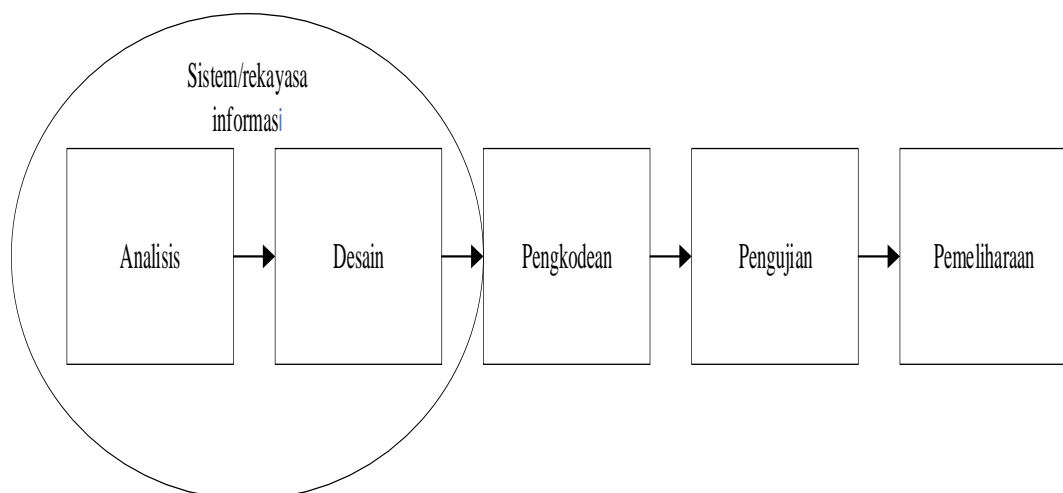 Sistem/rekayasa
informasi
Analisis
Desain
Pengkodean
Pengujian
Pemeliharaan